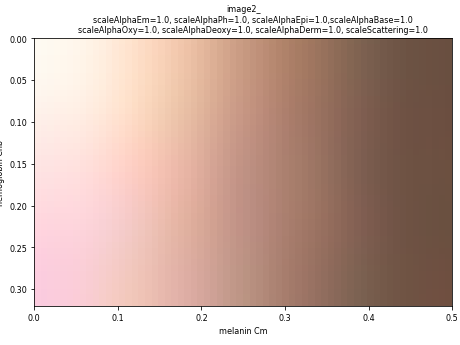 image2_
scaleAlphaEm=1.0, scaleAlphaPh=1.0, scaleAlphaEpi=1.0,scaleAlphaBase=1.0
scaleAlphaOxy=1.0, scaleAlphaDeoxy=1.0, scaleAlphaDerm=1.0, scaleScattering=1.0
0.00
0.05
0.10
0.15
0.20
0.25
0.30
0.0 0.1 0.2 0.3 0.4 0.5
melanin Cm